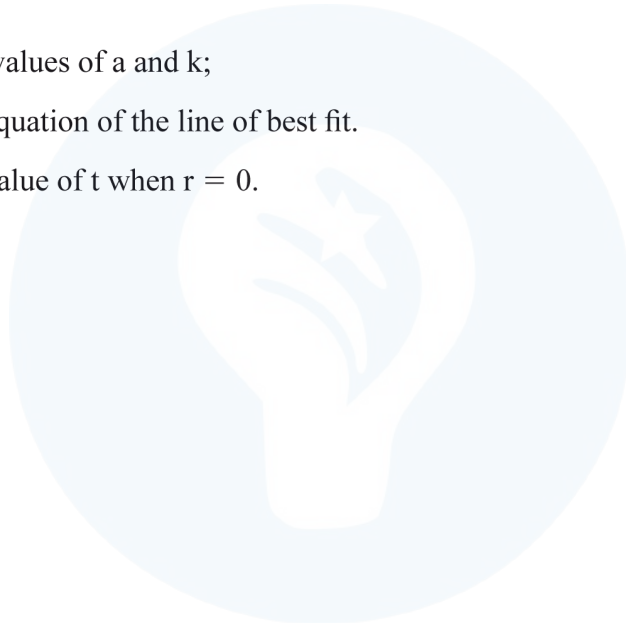 values of a and k;
quation of the line of best fit.
alue of t when r = 0.